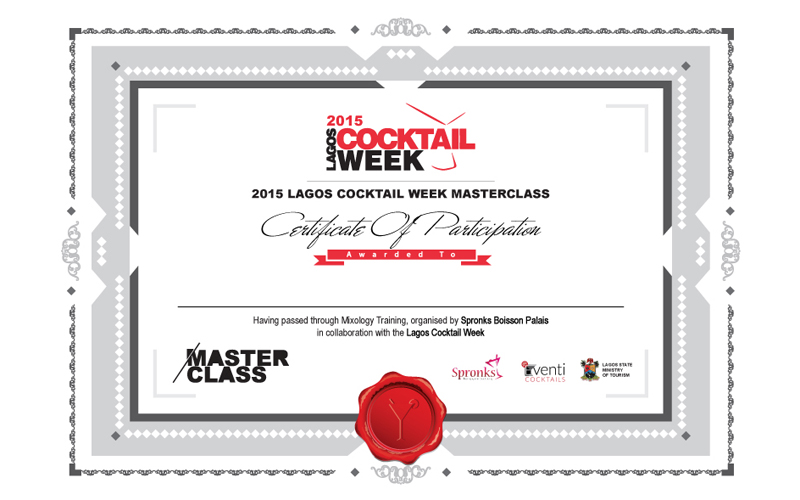 2015
LAGOS COCKTAIL
WEEK
2015 LAGOS COCKTAIL WEEK MASTERCLASS
Certificate Of Participation
Awarded To
Having passed through Mixology Training, organised by Spronks Boisson Palais
in collaboration with the Lagos Cocktail Week
MASTER
CLASS
Spronks
eventi
COCKTAILS
LAGOS STATE
MINISTRY
OF TOURISM